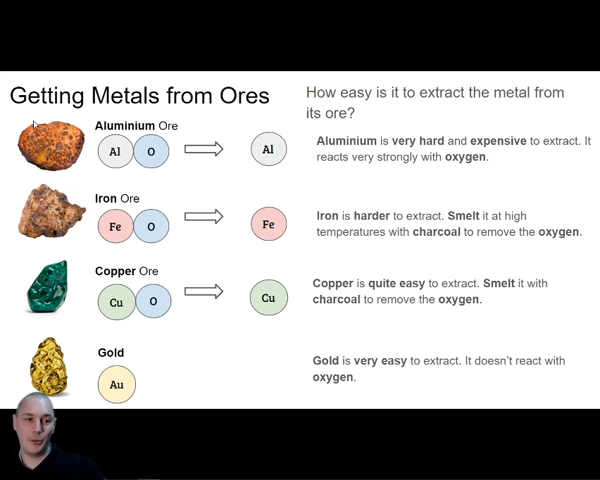 Getting Metals from Ores
How easy is it to extract the metal from
its ore?
Aluminium Ore
Al O Al
Aluminium is very hard and expensive to extract. It
reacts very strongly with oxygen.
Iron Ore
Fe O Fe
Iron is harder to extract. Smelt it at high
temperatures with charcoal to remove the oxygen.
Copper Ore
Cu O Cu
Copper is quite easy to extract. Smelt it with
charcoal to remove the oxygen.
Gold
Au
Gold is very easy to extract. It doesn't react with
oxygen.